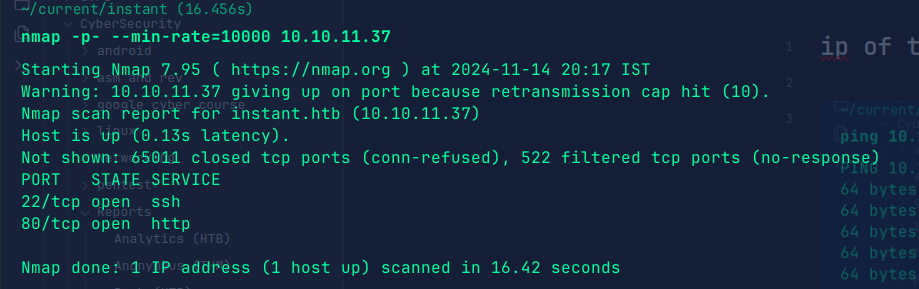 ~/current/instant (16.456s)
CyberSecurity
nmap -p- --min-rate=10000 10.10.11.37
android
Starting Nmap 7.95 ( https://nmap.org ) at 2024-11-14 20:17 IST
asm and rev
Warning: 10.10.11.37 giving up on port because retransmission cap hit (10).
google cyber course
Nmap scan report for instant.htb (10.10.11.37)
linux
Host is up (0.13s latency).
Not shown: 65011 closed tcp ports (conn-refused), 522 filtered tcp ports (no-response)
PORT    STATE SERVICE
pentest
22/tcp open  ssh
Reports
80/tcp open  http
Analytics (HTB)
Nmap done: 1 IP address (1 host up) scanned in 16.42 seconds
1
ip of t
2
~/current/
3
ping 10.
PING 10.
64 bytes
64 bytes
64 bytes
64 bytes
64 bytes